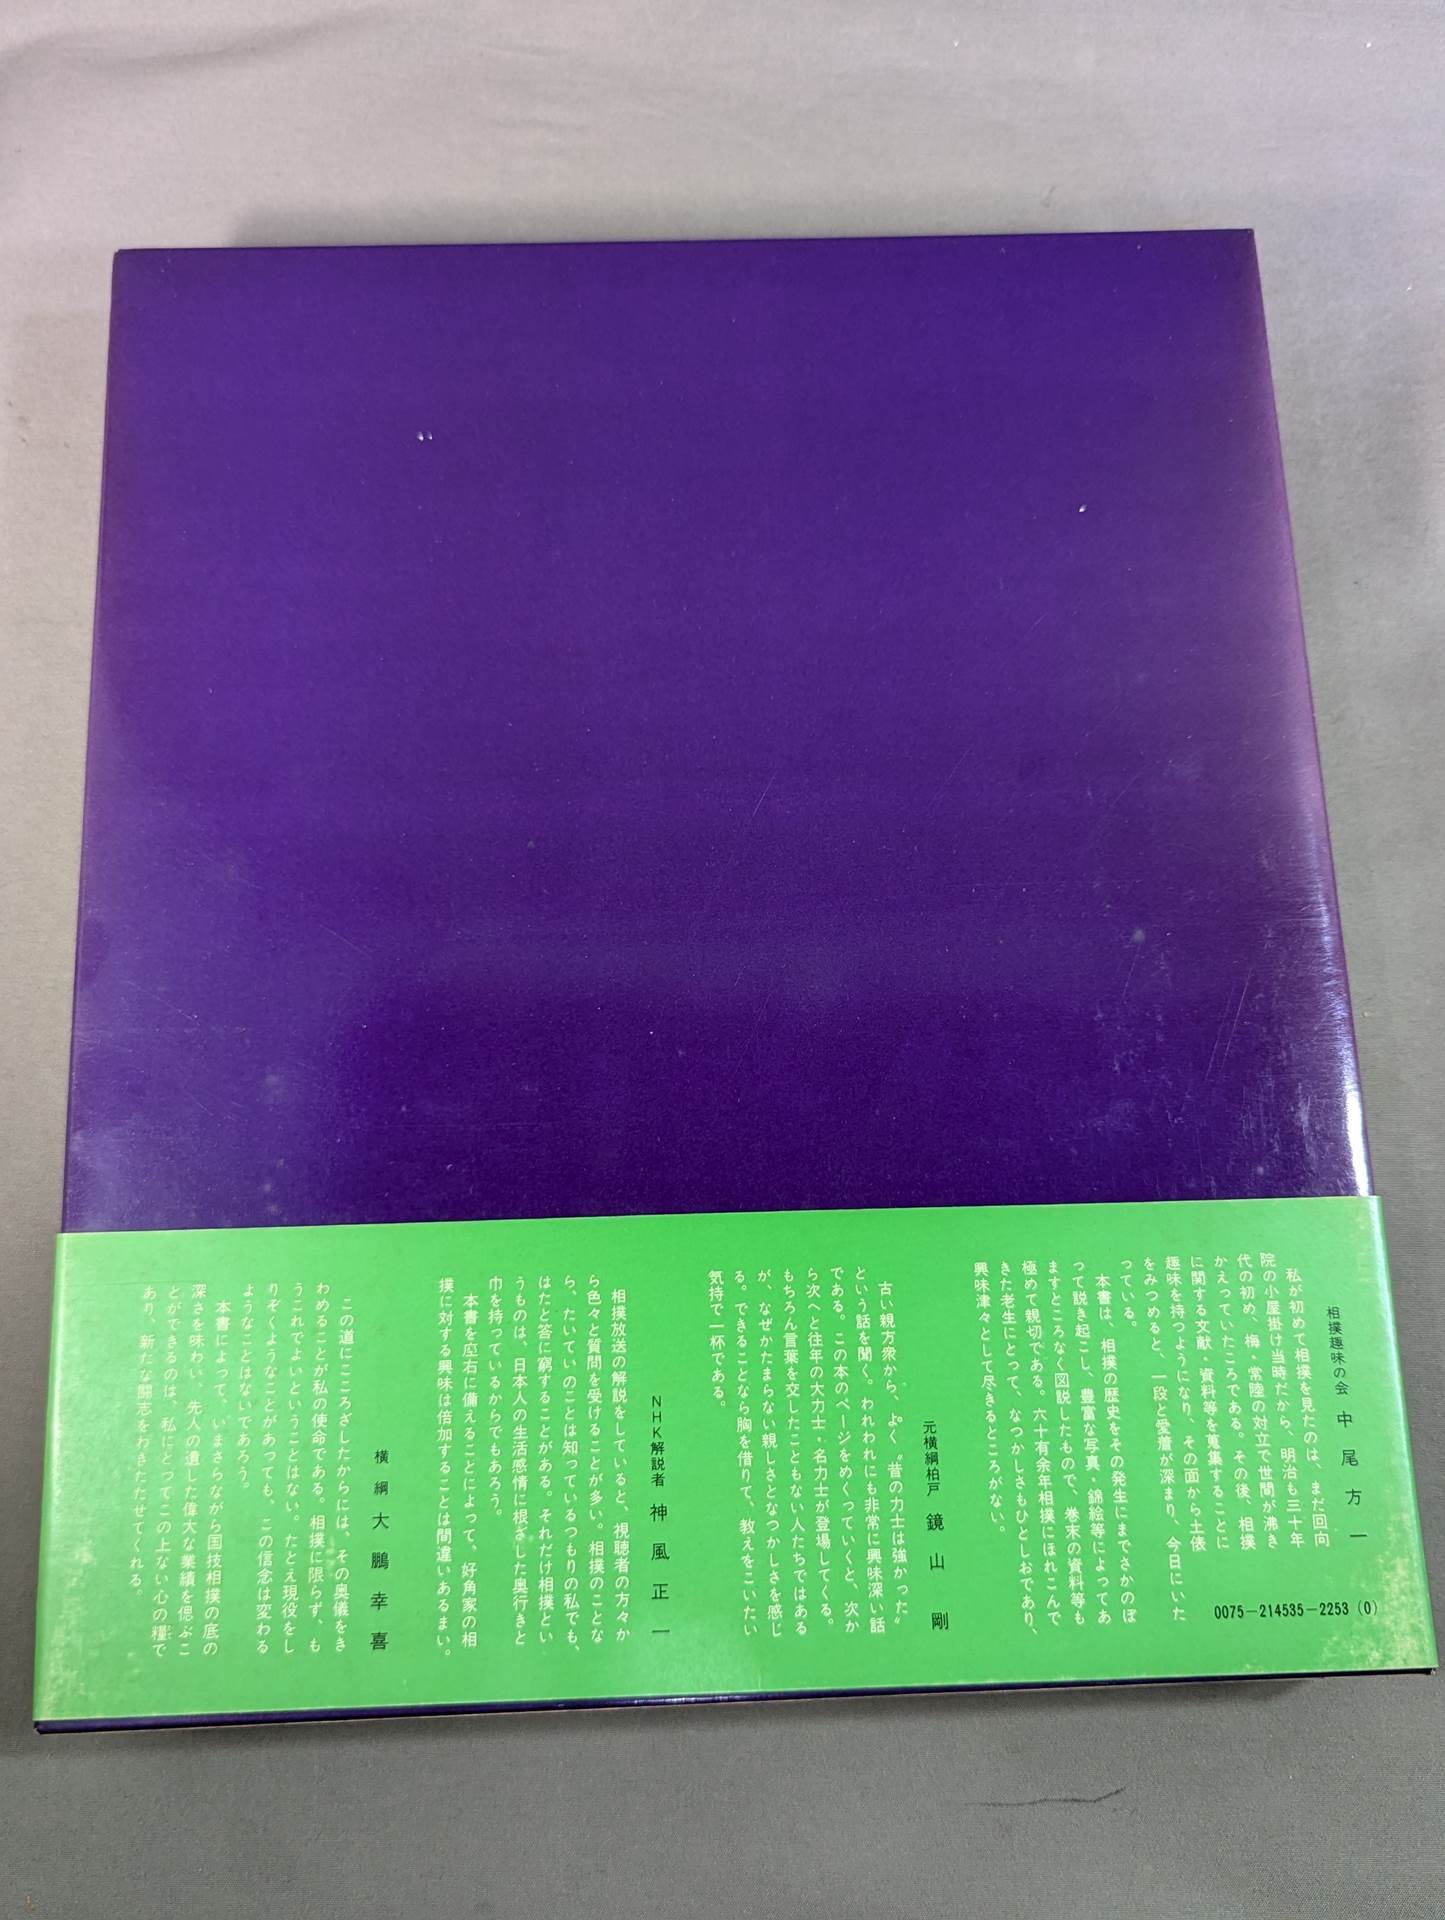 相撲趣味の会 中尾方一
私が初めて相撲を見たのは、まだ回向
院の小屋掛け当時だから、明治も三十年
代の初め、梅、常陸の対立で世間が沸き
かえっていたころである。その後、相撲
に関する文献・資料等を蒐集することに
趣味を持つようになり、その面から土俵
をみつめると、一段と愛着が深まり、今日にいた
っている。
本書は、相撲の歴史をその発生にまでさかのぼ
って説き起こし、豊富な写真・錦絵等によってあ
ますところなく図説したもので、巻末の資料等も
極めて親切である。六十有余年相撲にほれこんで
きた老生にとって、なつかしさもひとしおであり、
興味津々として尽きるところがない。
0075-214535-2253(0)
元横綱柏戸 鏡山剛
古い親方衆から、よく〝昔の力士は強かった〟
という話を聞く。われわれにも非常に興味深い話
である。この本のページをめくっていくと、次か
ら次へと往年の大力士・名力士が登場してくる。
もちろん言葉を交したこともない人たちではある
が、なぜかたまらない親しさとなつかしさを感じ
る。できることなら胸を借りて、教えをこいたい
気持で一杯である。
NHK解説者 神風正一
相撲放送の解説をしていると、視聴者の方々か
ら色々と質問を受けることが多い。相撲のことな
ら、たいていのことは知っているつもりの私でも、
はたと答に窮することがある。それだけ相撲とい
うものは、日本人の生活感情に根ざした奥行きと
巾を持っているからでもあろう。
本書を座右に備えることによって、好角家の相
撲に対する興味は倍加することは間違いあるまい。
横綱 大鵬幸喜
この道にこころざしたからには、その奥儀をき
わめることが私の使命である。相撲に限らず、も
うこれでよいということはない。たとえ現役をし
りぞくようなことがあっても、この信念は変わる
ようなことはないであろう。
本書によって、いまさらながら国技相撲の底の
深さを味わい、先人の遺した偉大な業績を偲ぶこ
とができるのは、私にとってこの上ない心の糧で
あり、新たな闘志をわきたたせてくれる。